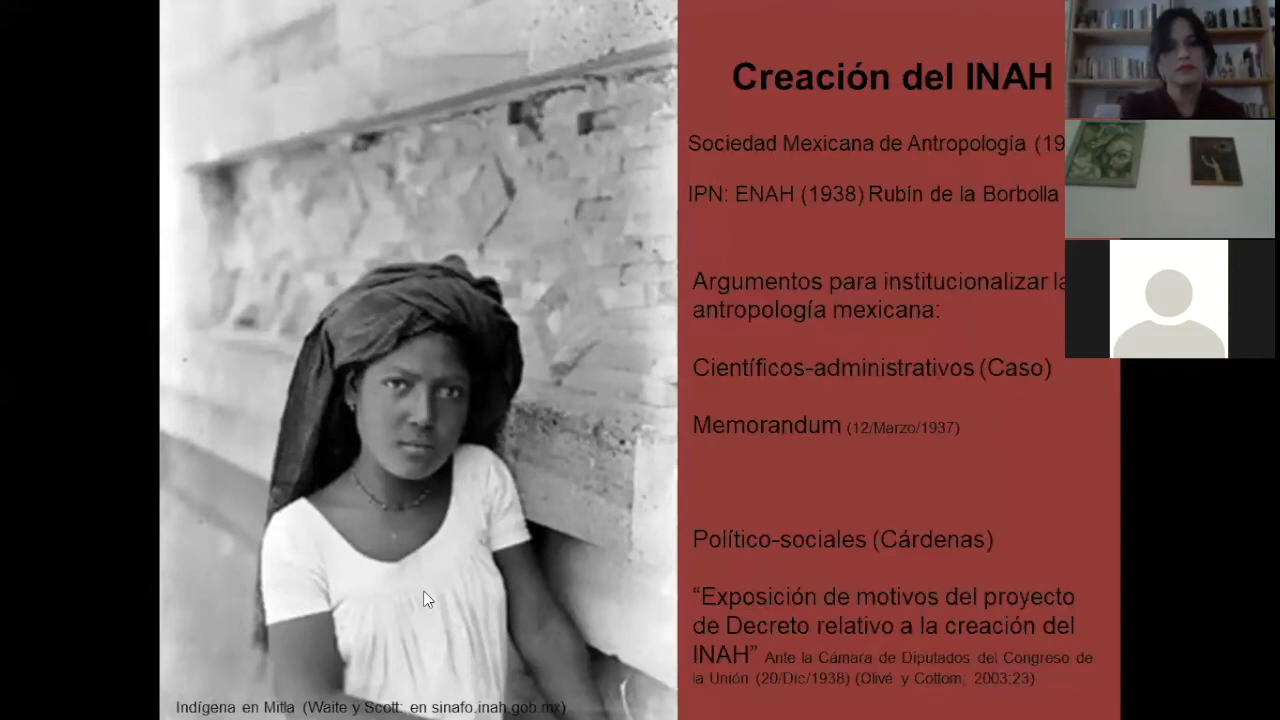 Creación del INAH
Sociedad Mexicana de Antropología (19
IPN: ENAH (1938) Rubín de la Borbolla
Argumentos para institucionalizar la
antropología mexicana:
Científicos-administrativos (Caso)
Memorandum (12/Marzo/1937)
Político-sociales (Cárdenas)
“Exposición de motivos del proyecto
de Decreto relativo a la creación del
INAH” Ante la Cámara de Diputados del Congreso de
la Unión (20/Dic/1938) (Olivé y Cottom, 2003:23)
Indígena en Mitla (Waite y Scott: en sinafo.inah.gob.mx)